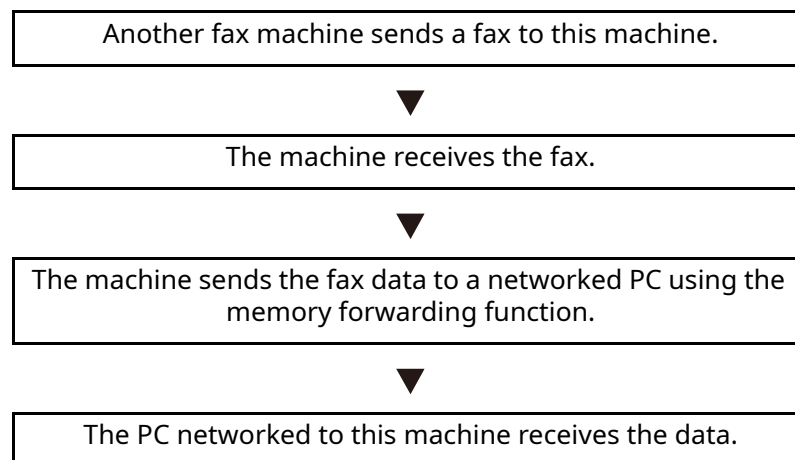 Another fax machine sends a fax to this machine.
The machine receives the fax.
The machine sends the fax data to a networked PC using the
memory forwarding function.
The PC networked to this machine receives the data.